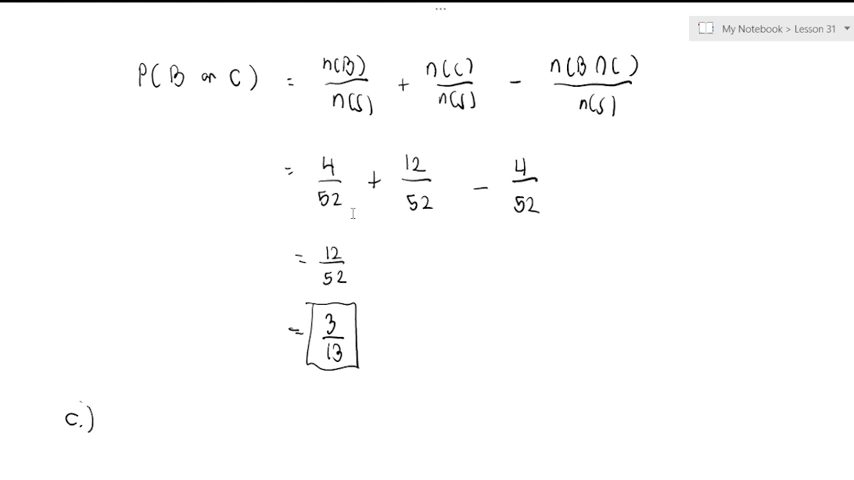 ...
My Notebook > Lesson 31
P(B or C) = n(B)/n(S) + n(C)/n(S) - n(B∩C)/n(S)
= 4/52 + 12/52 - 4/52
= 12/52
= 3/13
c.)